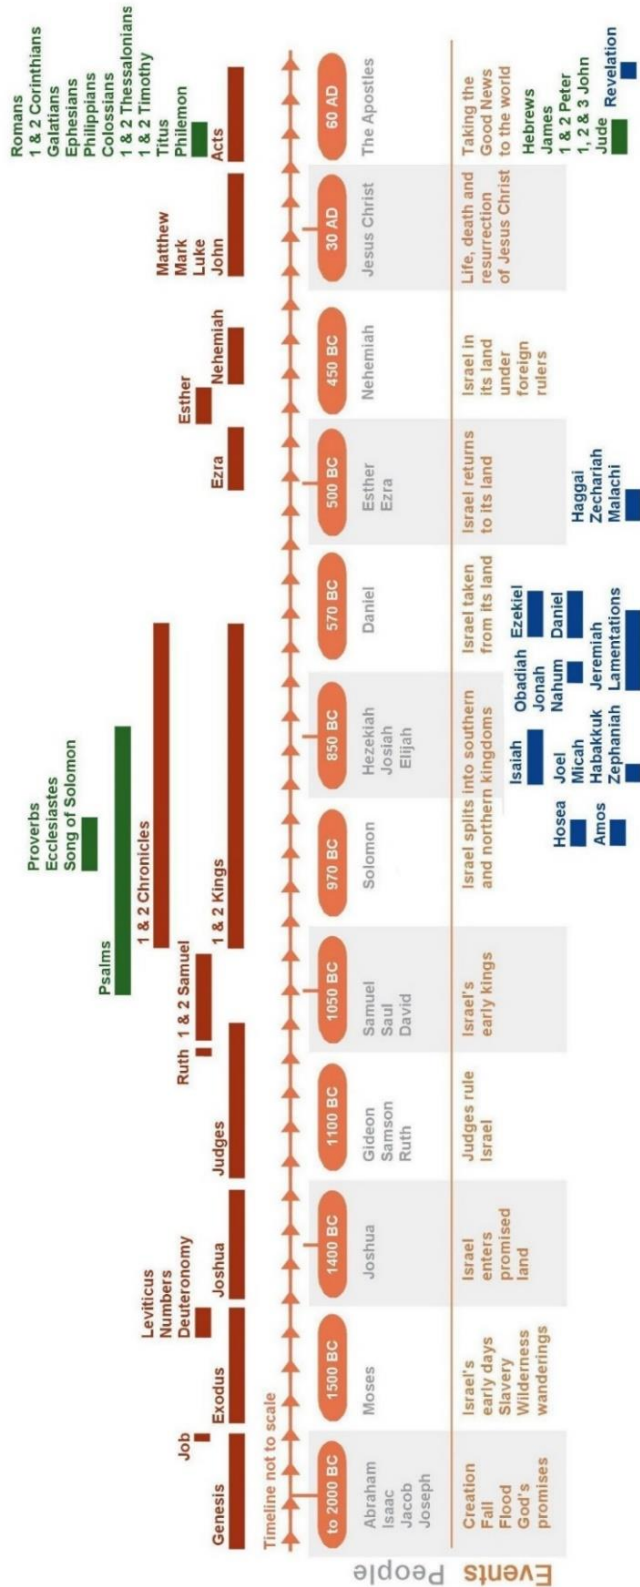 Proverbs
Ecclesiastes
Song of Solomon
Romans
1 & 2 Corinthians
Galatians
Ephesians
Philippians
Colossians
1 & 2 Thessalonians
1 & 2 Timothy
Titus
Philemon
Psalms
1 & 2 Chronicles
Leviticus
Numbers
Deuteronomy
Matthew
Mark
Luke
John
Job
Ruth
1 & 2 Samuel
Esther
Genesis
Exodus
Joshua
Judges
1 & 2 Kings
Ezra
Nehemiah
Acts
Timeline not to scale
to 2000 BC
1500 BC
1400 BC
1100 BC
1050 BC
970 BC
850 BC
570 BC
500 BC
450 BC
30 AD
60 AD
People
Abraham
Isaac
Jacob
Joseph
Moses
Joshua
Gideon
Samson
Ruth
Samuel
Saul
David
Solomon
Hezekiah
Josiah
Elijah
Daniel
Esther
Ezra
Nehemiah
Jesus Christ
The Apostles
Events
Creation
Fall
Flood
God's
promises
Israel's
early days
Slavery
Wilderness
wanderings
Israel
enters
promised
land
Judges rule
Israel
Israel's
early kings
Israel splits into southern
and northern kingdoms
Israel taken
from its land
Israel returns
to its land
Israel in
its land
under
foreign
rulers
Life, death and
resurrection
of Jesus Christ
Taking the
Good News
to the world
Hosea
Amos
Isaiah
Joel
Micah
Habakkuk
Zephaniah
Obadiah
Jonah
Nahum
Jeremiah
Lamentations
Ezekiel
Daniel
Haggai
Zechariah
Malachi
Hebrews
James
1 & 2 Peter
1, 2 & 3 John
Jude
Revelation